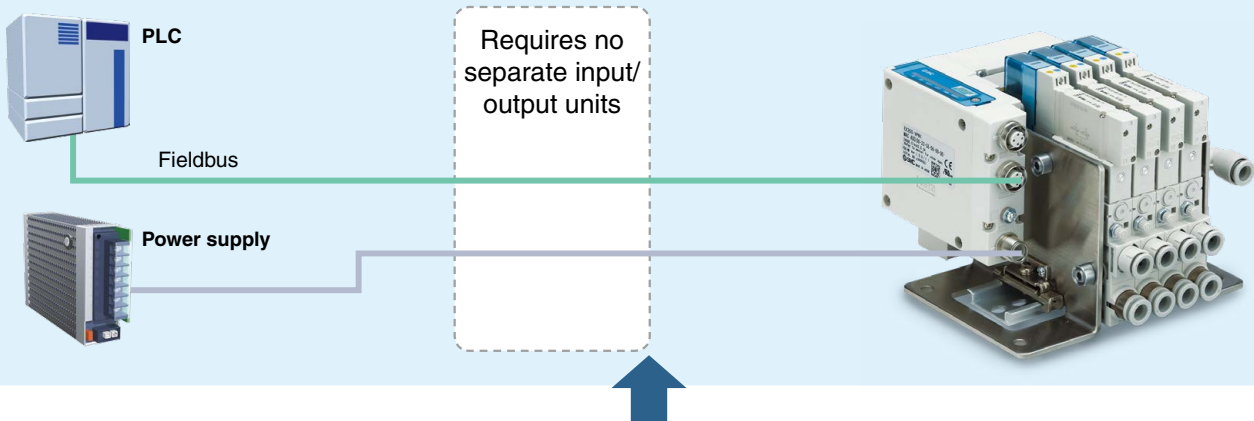 PLC
Requires no
separate input/
output units
Fieldbus
Power supply